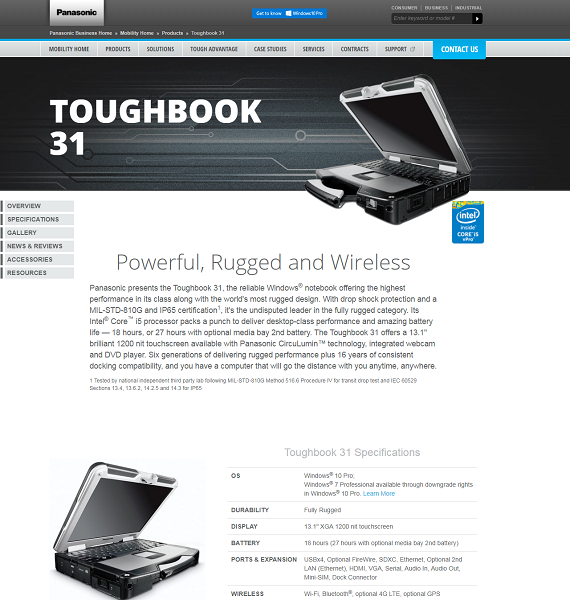 Panasonic
Get to know Windows 10 Pro
CONSUMER | BUSINESS | INDUSTRIAL
Enter keyword or model #
Panasonic Business Home » Mobility Home » Products » Toughbook 31
MOBILITY HOME PRODUCTS SOLUTIONS TOUGH ADVANTAGE CASE STUDIES SERVICES CONTRACTS SUPPORT CONTACT US
TOUGHBOOK
31
OVERVIEW
SPECIFICATIONS
GALLERY
NEWS & REVIEWS
ACCESSORIES
RESOURCES
intel
inside
CORE i5
vPro
Powerful, Rugged and Wireless
Panasonic presents the Toughbook 31, the reliable Windows® notebook offering the highest
performance in its class along with the world's most rugged design. With drop shock protection and a
MIL-STD-810G and IP65 certification¹, it's the undisputed leader in the fully rugged category. Its
Intel® Core™ i5 processor packs a punch to deliver desktop-class performance and amazing battery
life — 18 hours, or 27 hours with optional media bay 2nd battery. The Toughbook 31 offers a 13.1"
brilliant 1200 nit touchscreen available with Panasonic CircuLumin™ technology, integrated webcam
and DVD player. Six generations of delivering rugged performance plus 16 years of consistent
docking compatibility, and you have a computer that will go the distance with you anytime, anywhere.
1 Tested by national independent third party lab following MIL-STD-810G Method 516.6 Procedure IV for transit drop test and IEC 60529
Sections 13.4, 13.6.2, 14.2.5 and 14.3 for IP65
Toughbook 31 Specifications
OS Windows® 10 Pro;
Windows® 7 Professional available through downgrade rights
in Windows® 10 Pro. Learn More
DURABILITY Fully Rugged
DISPLAY 13.1" XGA 1200 nit touchscreen
BATTERY 18 hours (27 hours with optional media bay 2nd battery)
PORTS & EXPANSION USBx4, Optional FireWire, SDXC, Ethernet, Optional 2nd
LAN (Ethernet), HDMI, VGA, Serial, Audio In, Audio Out,
Mini-SIM, Dock Connector
WIRELESS Wi-Fi, Bluetooth®, optional 4G LTE, optional GPS